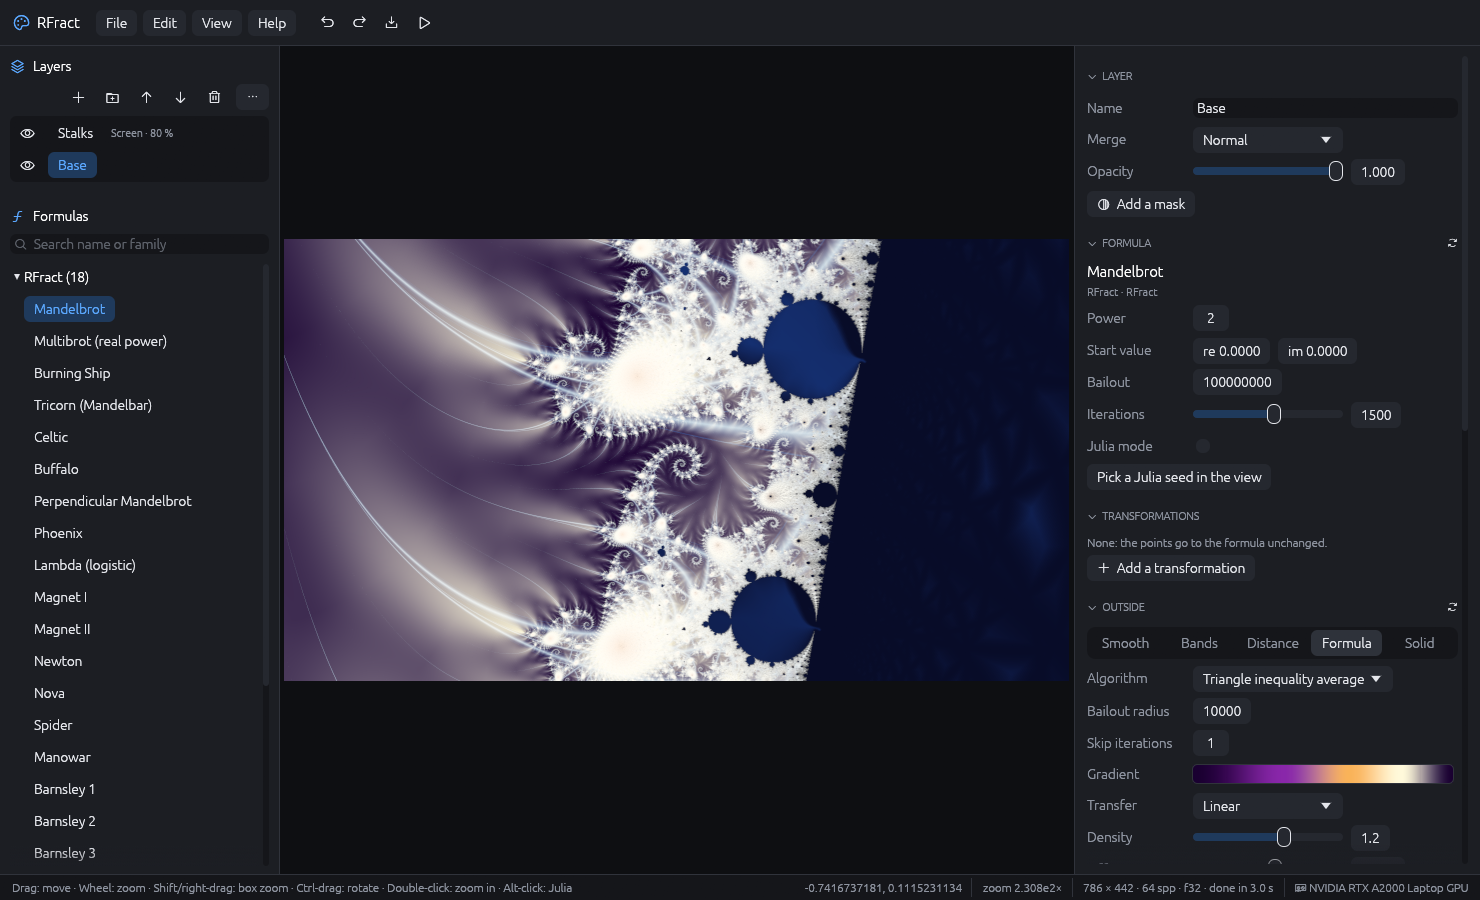 RFract File Edit View Help
Layers
...
Stalks Screen · 80 %
Base
Formulas
Search name or family
RFract (18)
Mandelbrot
Multibrot (real power)
Burning Ship
Tricorn (Mandelbar)
Celtic
Buffalo
Perpendicular Mandelbrot
Phoenix
Lambda (logistic)
Magnet I
Magnet II
Newton
Nova
Spider
Manowar
Barnsley 1
Barnsley 2
Barnsley 3
LAYER
Name Base
Merge Normal
Opacity 1.000
Add a mask
FORMULA
Mandelbrot
RFract · RFract
Power 2
Start value re 0.0000 im 0.0000
Bailout 100000000
Iterations 1500
Julia mode
Pick a Julia seed in the view
TRANSFORMATIONS
None: the points go to the formula unchanged.
Add a transformation
OUTSIDE
Smooth Bands Distance Formula Solid
Algorithm Triangle inequality average
Bailout radius 10000
Skip iterations 1
Gradient
Transfer Linear
Density 1.2
Drag: move · Wheel: zoom · Shift/right-drag: box zoom · Ctrl-drag: rotate · Double-click: zoom in · Alt-click: Julia
-0.7416737181, 0.1115231134 zoom 2.308e2× 786 × 442 · 64 spp · f32 · done in 3.0 s NVIDIA RTX A2000 Laptop GPU